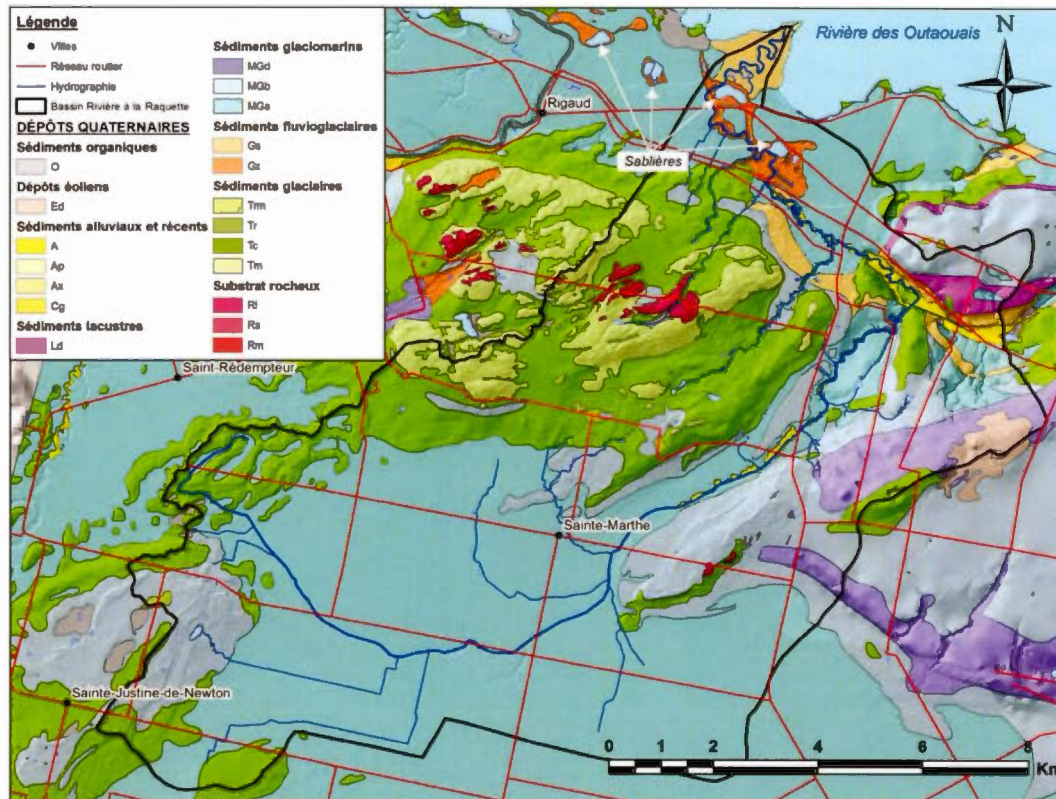 Légende
Villes
Réseau routier
Hydrographie
Bassin Rivière à la Raquette
DÉPÔTS QUATERNAIRES
Sédiments organiques
O
Dépôts éoliens
Ed
Sédiments alluviaux et récents
A
Ap
Ax
Cg
Sédiments lacustres
Ld
Sédiments glaciomarins
MGd
MGb
MGa
Sédiments fluvioglaciaires
Gs
Gx
Sédiments glaciaires
Trm
Tr
Tc
Tm
Substrat rocheux
Ri
Rs
Rm
Rivière des Outaouais
N
Rigaud
Sablières
Saint-Rédempteur
Sainte-Marthe
Sainte-Justine-de-Newton
0 1 2 4 6 8
Km